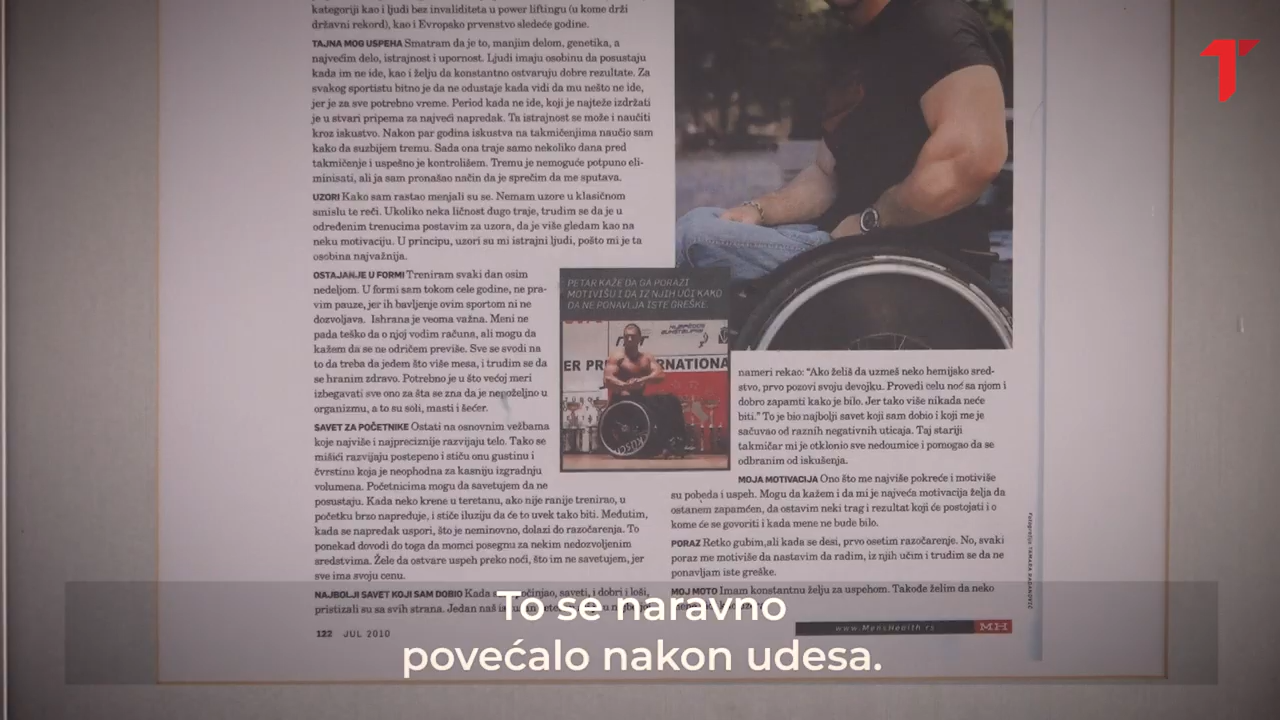 kategoriji kao i ljudi bez invaliditeta u power liftingu (u kome drži
državni rekord), kao i Evropsko prvenstvo sledeće godine.
TAJNA MOG USPEHA Smatram da je to, manjim delom, genetika, a
najvećim delo, istrajnost i upornost. Ljudi imaju osobinu da posustaju
kada im ne ide, kao i želju da konstantno ostvaruju dobre rezultate. Za
svakog sportistu bitno je da ne odustaje kada vidi da mu nešto ne ide,
jer je za sve potrebno vreme. Period kada ne ide, koji je najteže izdržati
je u stvari priprema za najveći napredak. Ta istrajnost se može i naučiti
kroz iskustvo. Nakon par godina iskustva na takmičenjima naučio sam
kako da suzbijem tremu. Sada ona traje samo nekoliko dana pred
takmičenje i uspešno je kontrolišem. Tremu je nemoguće potpuno eli-
minisati, ali ja sam pronašao način da je sprečim da me sputava.
UZORI Kako sam rastao menjali su se. Nemam uzore u klasičnom
smislu te reči. Ukoliko neka ličnost dugo traje, trudim se da je u
određenim trenucima postavim za uzora, da je više gledam kao na
neku motivaciju. U principu, uzori su mi istrajni ljudi, pošto mi je ta
osobina najvažnija.
OSTAJANJE U FORMI Treniram svaki dan osim
nedeljom. U formi sam tokom cele godine, ne pra-
vim pauze, jer ih bavljenje ovim sportom ni ne
dozvoljava. Ishrana je veoma važna. Meni ne
pada teško da o njoj vodim računa, ali mogu da
kažem da se ne odričem previše. Sve se svodi na
to da treba da jedem što više mesa, i trudim se da
se hranim zdravo. Potrebno je u što većoj meri
izbegavati sve ono za šta se zna da je nepoželjno u
organizmu, a to su soli, masti i šećer.
SAVET ZA POČETNIKE Ostati na osnovnim vežbama
koje najviše i najpreciznije razvijaju telo. Tako se
mišići razvijaju postepeno i stiču onu gustinu i
čvrstinu koja je neophodna za kasniju izgradnju
volumena. Početnicima mogu da savetujem da ne
posustaju. Kada neko krene u teretanu, ako nije ranije trenirao, u
početku brzo napreduje, i stiče iluziju da će to uvek tako biti. Međutim,
kada se napredak uspori, što je neminovno, dolazi do razočarenja. To
ponekad dovodi do toga da momci posegnu za nekim nedozvoljenim
sredstvima. Žele da ostvare uspeh preko noći, što im ne savetujem, jer
sve ima svoju cenu.
NAJBOLJI SAVET KOJI SAM DOBIO Kada saveti, i dobri i loši,
pristizali su sa svih strana. Jedan naš
122 JUL 2010
PETAR KAŽE DA GA PORAZI
MOTIVIŠU I DA IZ NJIH UČI KAKO
DA NE PONAVLJA ISTE GREŠKE.
ER PR RNATIONA
nameri rekao: "Ako želiš da uzmeš neko hemijsko sred-
stvo, prvo pozovi svoju devojku. Provedi celu noć sa njom i
dobro zapamti kako je bilo. Jer tako više nikada neće
biti." To je bio najbolji savet koji sam dobio i koji me je
sačuvao od raznih negativnih uticaja. Taj stariji
takmičar mi je otklonio sve nedoumice i pomogao da se
odbranim od iskušenja.
MOJA MOTIVACIJA Ono što me najviše pokreće i motiviše
su pobeda i uspeh. Mogu da kažem i da mi je najveća motivacija želja da
ostanem zapamćen, da ostavim neki trag i rezultat koji će postojati i o
kome će se govoriti i kada mene ne bude bilo.
PORAZ Retko gubim, ali kada se desi, prvo osetim razočarenje. No, svaki
poraz me motiviše da nastavim da radim, iz njih učim i trudim se da ne
ponavljam iste greške.
MOJ MOTO Imam konstantnu želju za uspehom. Takođe želim da neko
www.MensHealth.rs MH
To se naravno
povećalo nakon udesa.